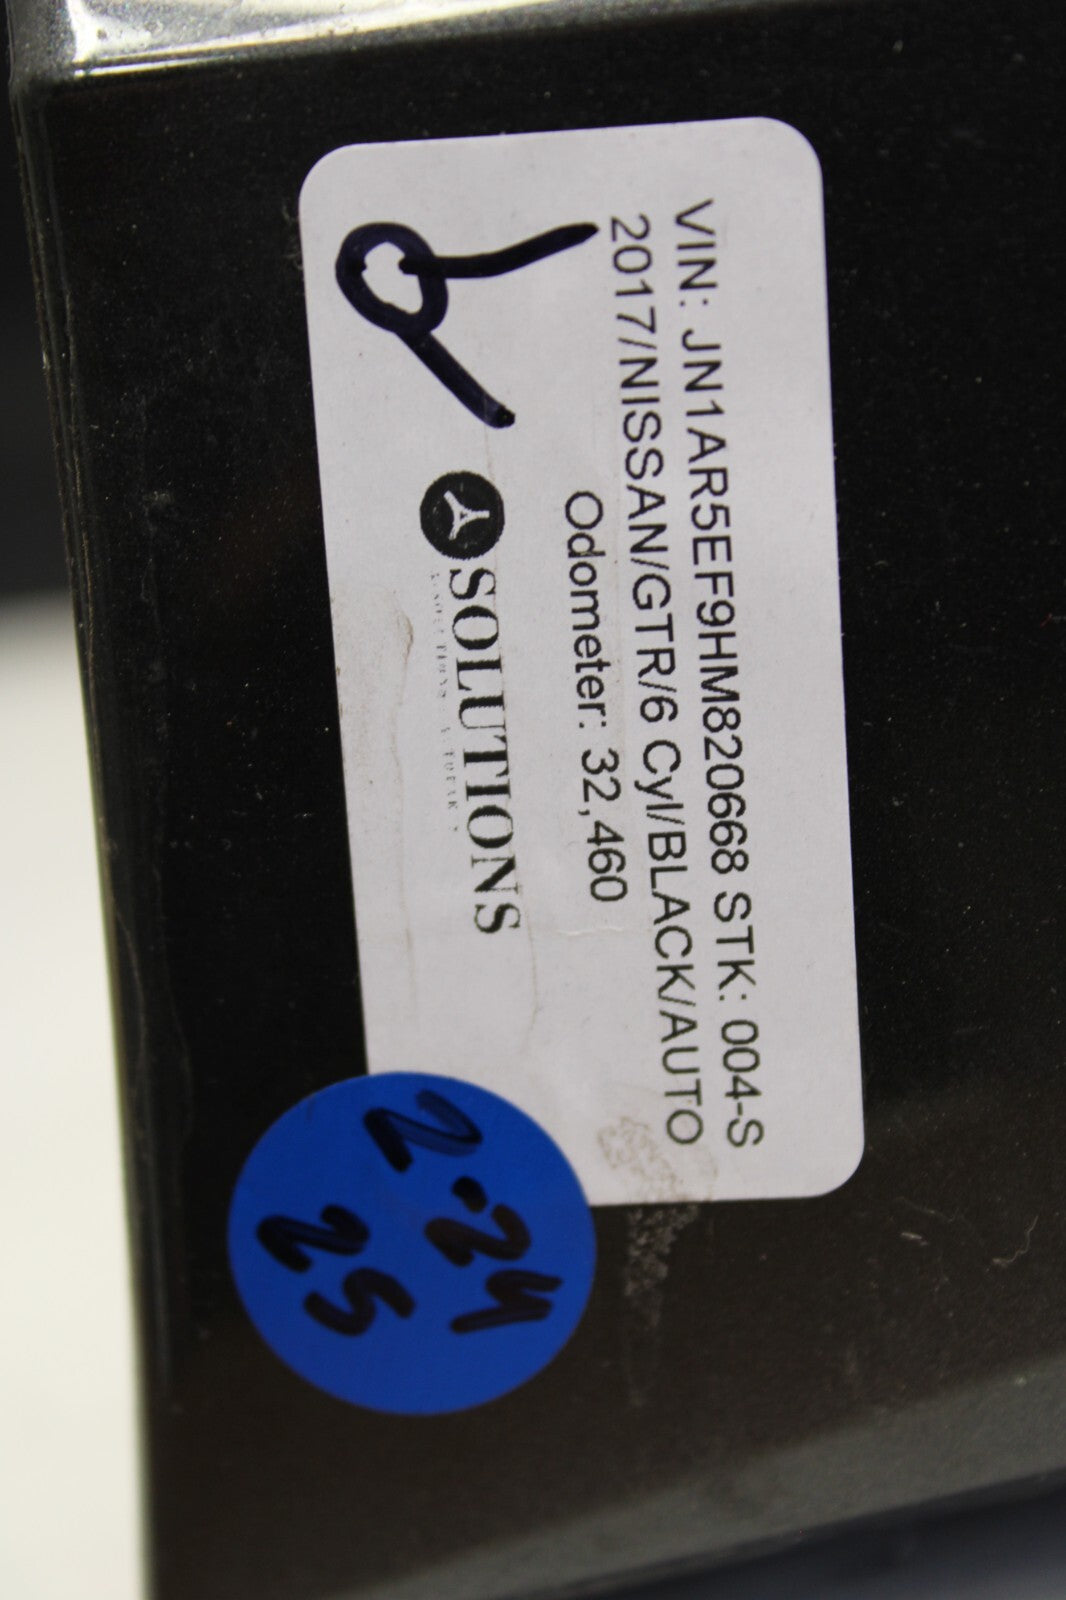 VIN: JN1AR5EF9HM820668 STK: 004-S
2017/NISSAN/GTR/6 Cyl/BLACK/AUTO
Odometer: 32,460
SOLUTIONS
2-24
25